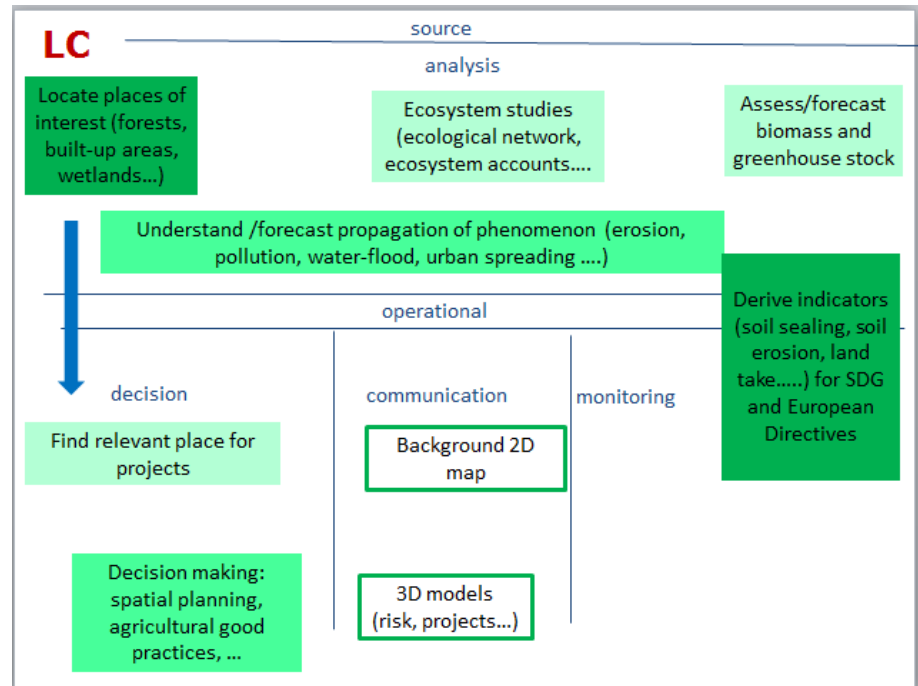 LC
source
analysis
Locate places of
interest (forests,
built-up areas,
wetlands...)
Ecosystem studies
(ecological network,
ecosystem accounts....
Assess/forecast
biomass and
greenhouse stock
Understand /forecast propagation of phenomenon (erosion,
pollution, water-flood, urban spreading ....)
operational
Derive indicators
(soil sealing, soil
erosion, land
take.....) for SDG
and European
Directives
decision
communication
monitoring
Find relevant place for
projects
Background 2D
map
Decision making:
spatial planning,
agricultural good
practices, ...
3D models
(risk, projects...)